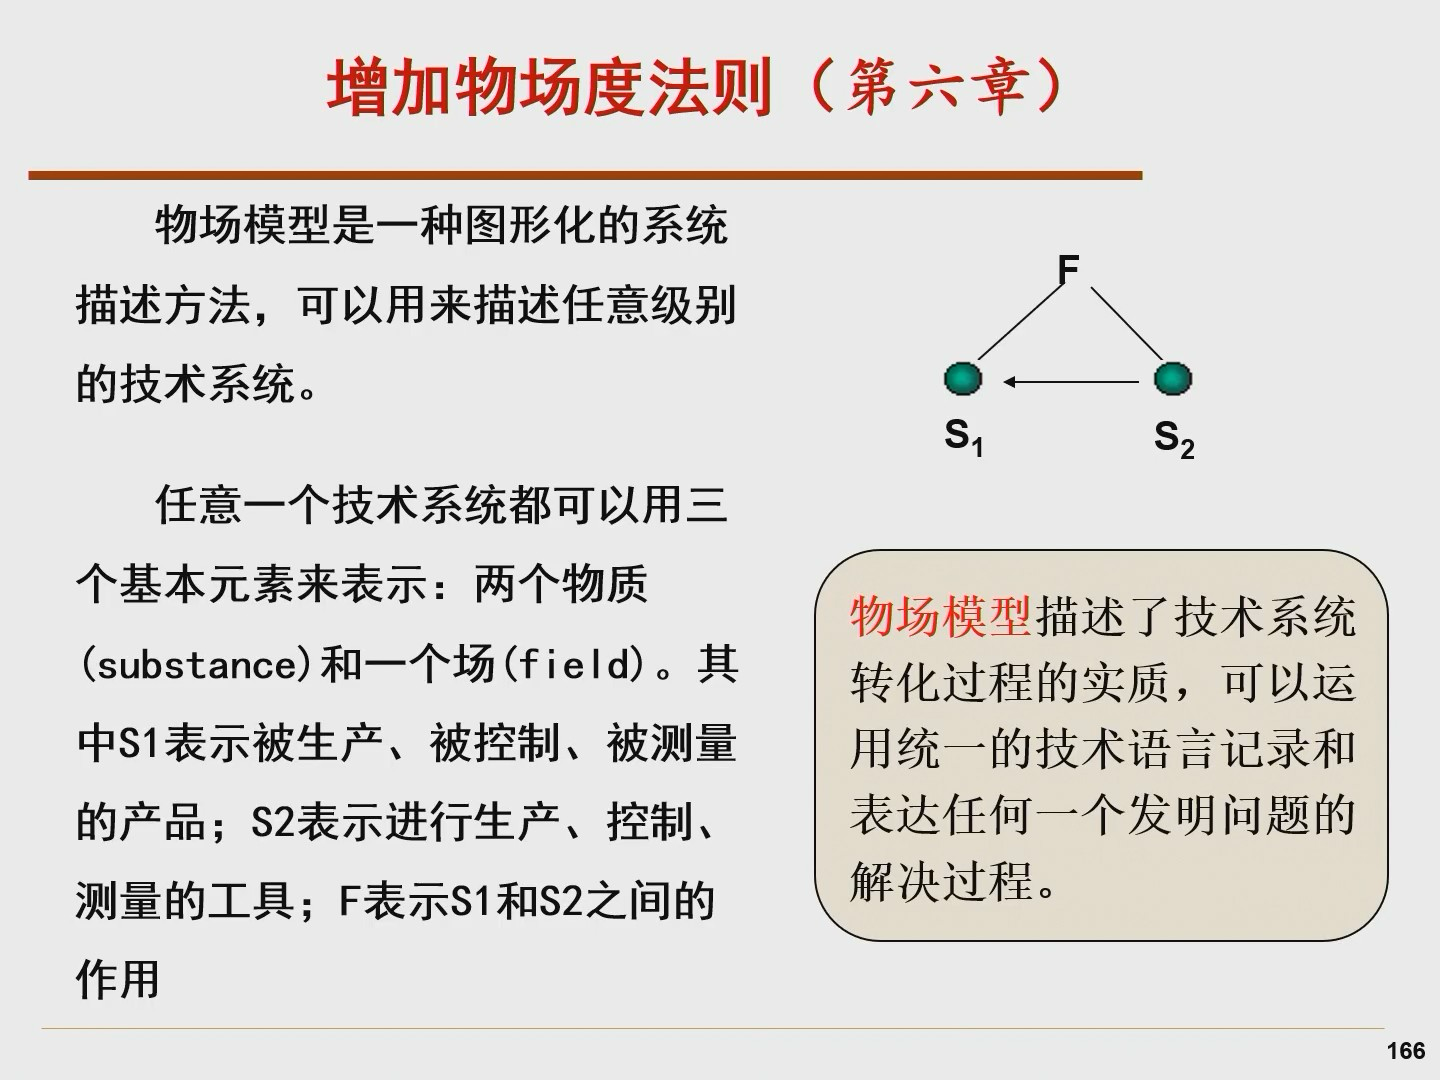 增加物场度法则（第六章）
物场模型是一种图形化的系统
描述方法，可以用来描述任意级别
的技术系统。
任意一个技术系统都可以用三
个基本元素来表示：两个物质
(substance)和一个场(field)。其
中S1表示被生产、被控制、被测量
的产品；S2表示进行生产、控制、
测量的工具；F表示S1和S2之间的
作用
F
S1
S2
物场模型描述了技术系统
转化过程的实质，可以运
用统一的技术语言记录和
表达任何一个发明问题的
解决过程。
166